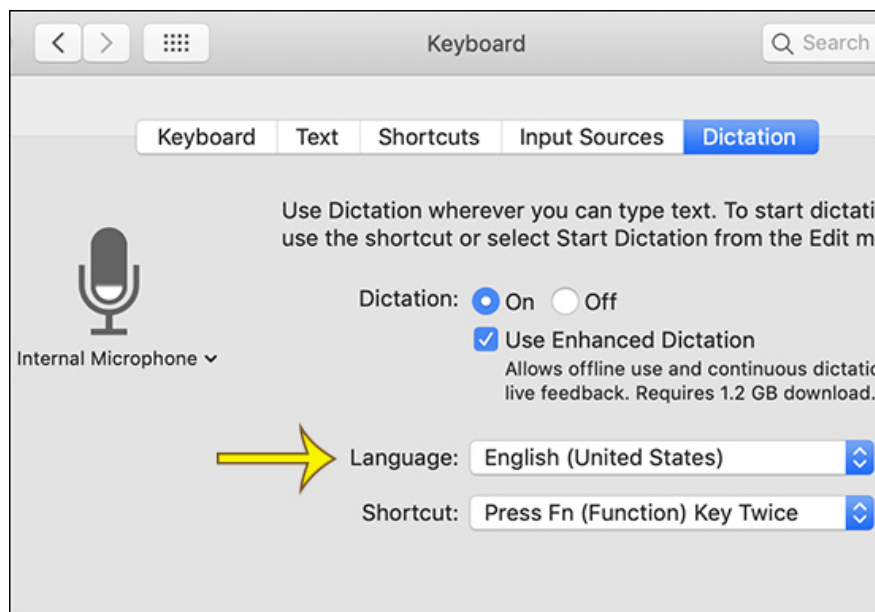 Keyboard
Search
Keyboard Text Shortcuts Input Sources Dictation
Use Dictation wherever you can type text. To start
use the shortcut or select Start Dictation from the Edit
Dictation: On Off
Use Enhanced Dictation
Internal Microphone
Allows offline use and continuous
live feedback. Requires 1.2 GB download.
Language: English (United States)
Shortcut: Press Fn (Function) Key Twice